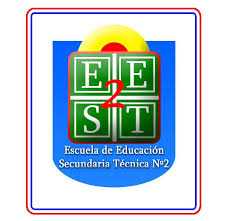 E E
2
S T
Escuela de Educación
Secundaria Técnica Nº2